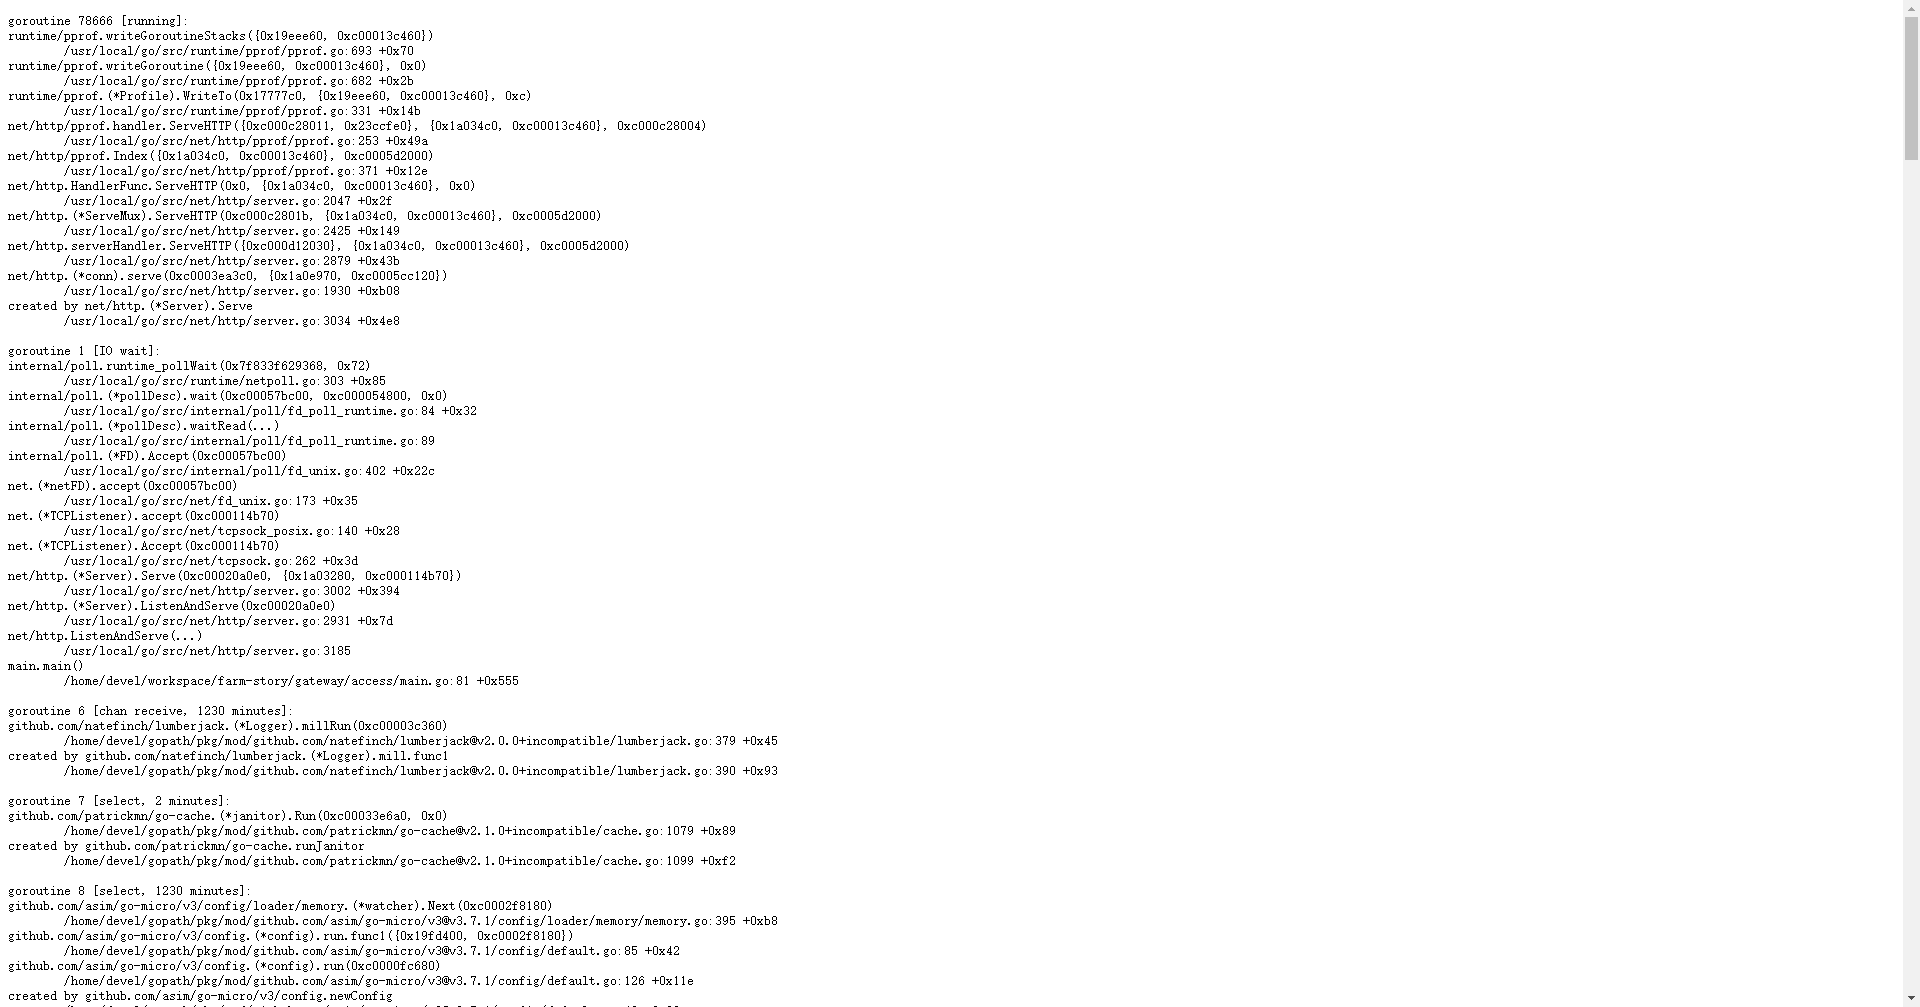 goroutine 78666 [running]:
runtime/pprof.writeGoroutineStacks({0x19eee60, 0xc00013c460})
/usr/local/go/src/runtime/pprof/pprof.go:693 +0x70
runtime/pprof.writeGoroutine({0x19eee60, 0xc00013c460}, 0x0)
/usr/local/go/src/runtime/pprof/pprof.go:682 +0x2b
runtime/pprof.(*Profile).WriteTo(0x17777c0, {0x19eee60, 0xc00013c460}, 0xc)
/usr/local/go/src/runtime/pprof/pprof.go:331 +0x14b
net/http/pprof.handler.ServeHTTP({0xc000c28011, 0x23ccfe0}, {0x1a034c0, 0xc00013c460}, 0xc000c28004)
/usr/local/go/src/net/http/pprof/pprof.go:253 +0x49a
net/http/pprof.Index({0x1a034c0, 0xc00013c460}, 0xc0005d2000)
/usr/local/go/src/net/http/pprof/pprof.go:371 +0x12e
net/http.HandlerFunc.ServeHTTP(0x0, {0x1a034c0, 0xc00013c460}, 0x0)
/usr/local/go/src/net/http/server.go:2047 +0x2f
net/http.(*ServeMux).ServeHTTP(0xc000c2801b, {0x1a034c0, 0xc00013c460}, 0xc0005d2000)
/usr/local/go/src/net/http/server.go:2425 +0x149
net/http.serverHandler.ServeHTTP({0xc000d12030}, {0x1a034c0, 0xc00013c460}, 0xc0005d2000)
/usr/local/go/src/net/http/server.go:2879 +0x43b
net/http.(*conn).serve(0xc0003ea3c0, {0x1a0e970, 0xc0005cc120})
/usr/local/go/src/net/http/server.go:1930 +0xb08
created by net/http.(*Server).Serve
/usr/local/go/src/net/http/server.go:3034 +0x4e8
goroutine 1 [IO wait]:
internal/poll.runtime_pollWait(0x7f833f629368, 0x72)
/usr/local/go/src/runtime/netpoll.go:303 +0x85
internal/poll.(*pollDesc).wait(0xc00057bc00, 0xc000054800, 0x0)
/usr/local/go/src/internal/poll/fd_poll_runtime.go:84 +0x32
internal/poll.(*pollDesc).waitRead(...)
/usr/local/go/src/internal/poll/fd_poll_runtime.go:89
internal/poll.(*FD).Accept(0xc00057bc00)
/usr/local/go/src/internal/poll/fd_unix.go:402 +0x22c
net.(*netFD).accept(0xc00057bc00)
/usr/local/go/src/net/fd_unix.go:173 +0x35
net.(*TCPListener).accept(0xc000114b70)
/usr/local/go/src/net/tcpsock_posix.go:140 +0x28
net.(*TCPListener).Accept(0xc000114b70)
/usr/local/go/src/net/tcpsock.go:262 +0x3d
net/http.(*Server).Serve(0xc00020a0e0, {0x1a03280, 0xc000114b70})
/usr/local/go/src/net/http/server.go:3002 +0x394
net/http.(*Server).ListenAndServe(0xc00020a0e0)
/usr/local/go/src/net/http/server.go:2931 +0x7d
net/http.ListenAndServe(...)
/usr/local/go/src/net/http/server.go:3185
main.main()
/home/devel/workspace/farm-story/gateway/access/main.go:81 +0x555
goroutine 6 [chan receive, 1230 minutes]:
github.com/natefinch/lumberjack.(*Logger).millRun(0xc00003c360)
/home/devel/gopath/pkg/mod/github.com/natefinch/lumberjack@v2.0.0+incompatible/lumberjack.go:379 +0x45
created by github.com/natefinch/lumberjack.(*Logger).mill.func1
/home/devel/gopath/pkg/mod/github.com/natefinch/lumberjack@v2.0.0+incompatible/lumberjack.go:390 +0x93
goroutine 7 [select, 2 minutes]:
github.com/patrickmn/go-cache.(*janitor).Run(0xc00033e6a0, 0x0)
/home/devel/gopath/pkg/mod/github.com/patrickmn/go-cache@v2.1.0+incompatible/cache.go:1079 +0x89
created by github.com/patrickmn/go-cache.runJanitor
/home/devel/gopath/pkg/mod/github.com/patrickmn/go-cache@v2.1.0+incompatible/cache.go:1099 +0xf2
goroutine 8 [select, 1230 minutes]:
github.com/asim/go-micro/v3/config/loader/memory.(*watcher).Next(0xc0002f8180)
/home/devel/gopath/pkg/mod/github.com/asim/go-micro/v3@v3.7.1/config/loader/memory/memory.go:395 +0xb8
github.com/asim/go-micro/v3/config.(*config).run.func1({0x19fd400, 0xc0002f8180})
/home/devel/gopath/pkg/mod/github.com/asim/go-micro/v3@v3.7.1/config/default.go:85 +0x42
github.com/asim/go-micro/v3/config.(*config).run(0xc0000fc680)
/home/devel/gopath/pkg/mod/github.com/asim/go-micro/v3@v3.7.1/config/default.go:126 +0x11e
created by github.com/asim/go-micro/v3/config.newConfig